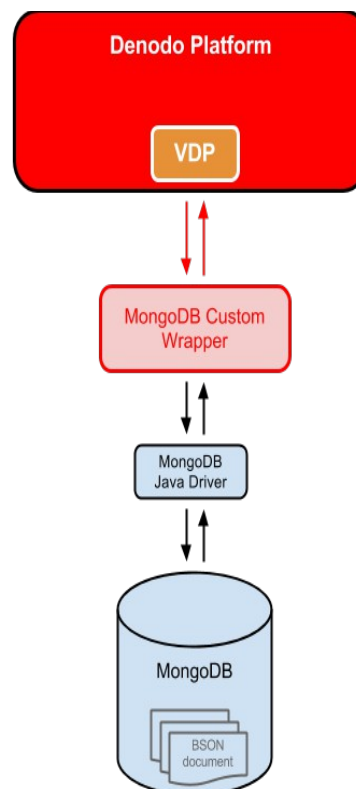 Denodo Platform
VDP
MongoDB Custom
Wrapper
MongoDB
Java Driver
MongoDB
BSON
document